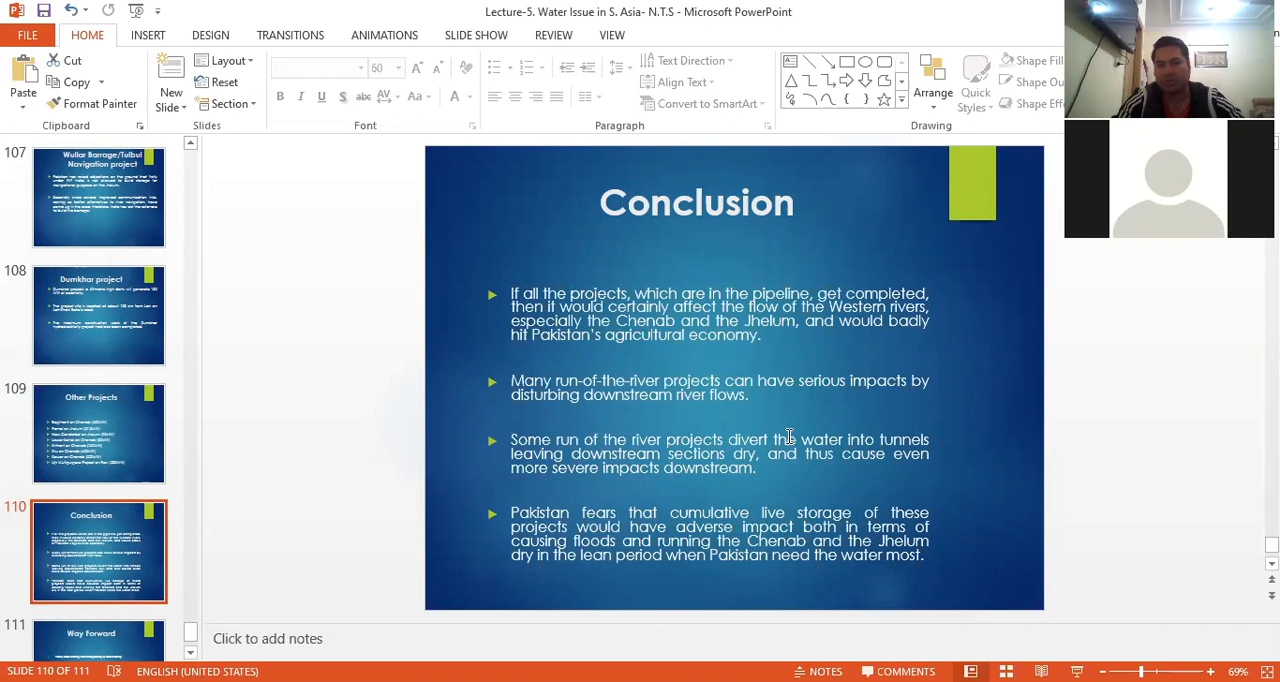 Lecture-5. Water Issue in S. Asia- N.T.S - Microsoft PowerPoint
FILE HOME INSERT DESIGN TRANSITIONS ANIMATIONS SLIDE SHOW REVIEW VIEW
Paste
Cut
Copy
Format Painter
Clipboard
New
Slide
Layout
Reset
Section
Slides
60
B I U S abc AV Aa A
Font
Text Direction
Align Text
Convert to SmartArt
Paragraph
Arrange
Quick
Styles
Shape Fill
Shape Ou
Shape Effe
Drawing
107
Wullar Barrage/Tulbul
Navigation project
108
Dumkhar project
109
Other Projects
110
Conclusion
111
Way Forward
Conclusion
If all the projects, which are in the pipeline, get completed,
then it would certainly affect the flow of the Western rivers,
especially the Chenab and the Jhelum, and would badly
hit Pakistan's agricultural economy.
Many run-of-the-river projects can have serious impacts by
disturbing downstream river flows.
Some run of the river projects divert the water into tunnels
leaving downstream sections dry, and thus cause even
more severe impacts downstream.
Pakistan fears that cumulative live storage of these
projects would have adverse impact both in terms of
causing floods and running the Chenab and the Jhelum
dry in the lean period when Pakistan need the water most.
Click to add notes
SLIDE 110 OF 111 ENGLISH (UNITED STATES) NOTES COMMENTS 69%